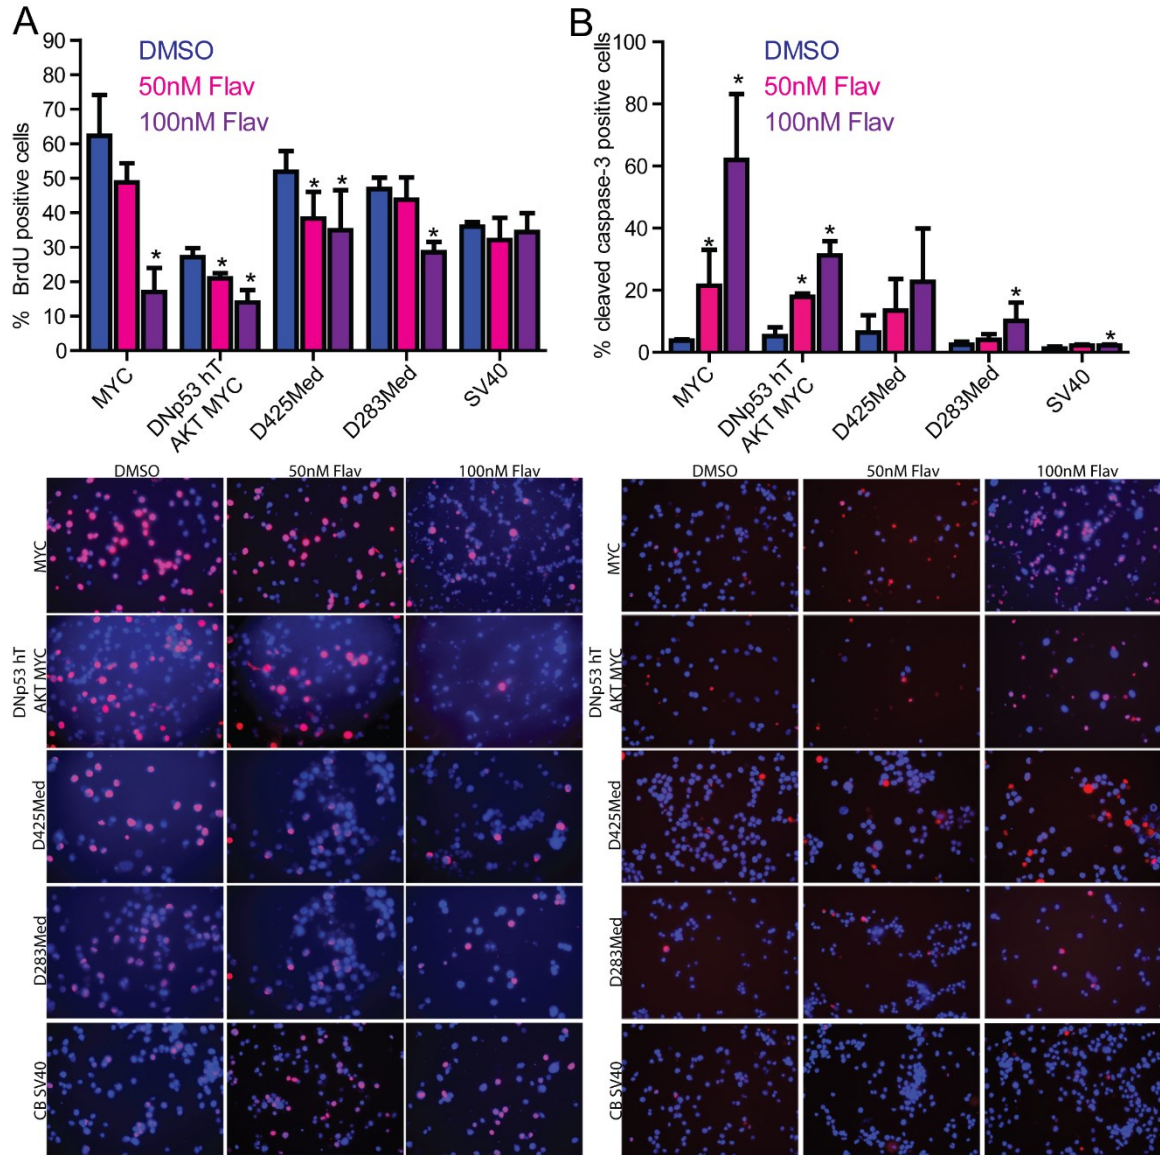 A
% BrdU positive cells
90
80
70
60
50
40
30
20
10
0
DMSO
50nM Flav
100nM Flav
*
*
*
*
*
*
MYC
DNp53 hT
AKT MYC
D425Med
D283Med
SV40
B
% cleaved caspase-3 positive cells
100
80
60
40
20
0
DMSO
50nM Flav
100nM Flav
*
*
*
*
*
*
MYC
DNp53 hT
AKT MYC
D425Med
D283Med
SV40
DMSO 50nM Flav 100nM Flav
MYC
DNp53 hT
AKT MYC
D425Med
D283Med
CB SV40
DMSO 50nM Flav 100nM Flav
MYC
DNp53 hT
AKT MYC
D425Med
D283Med
CB SV40